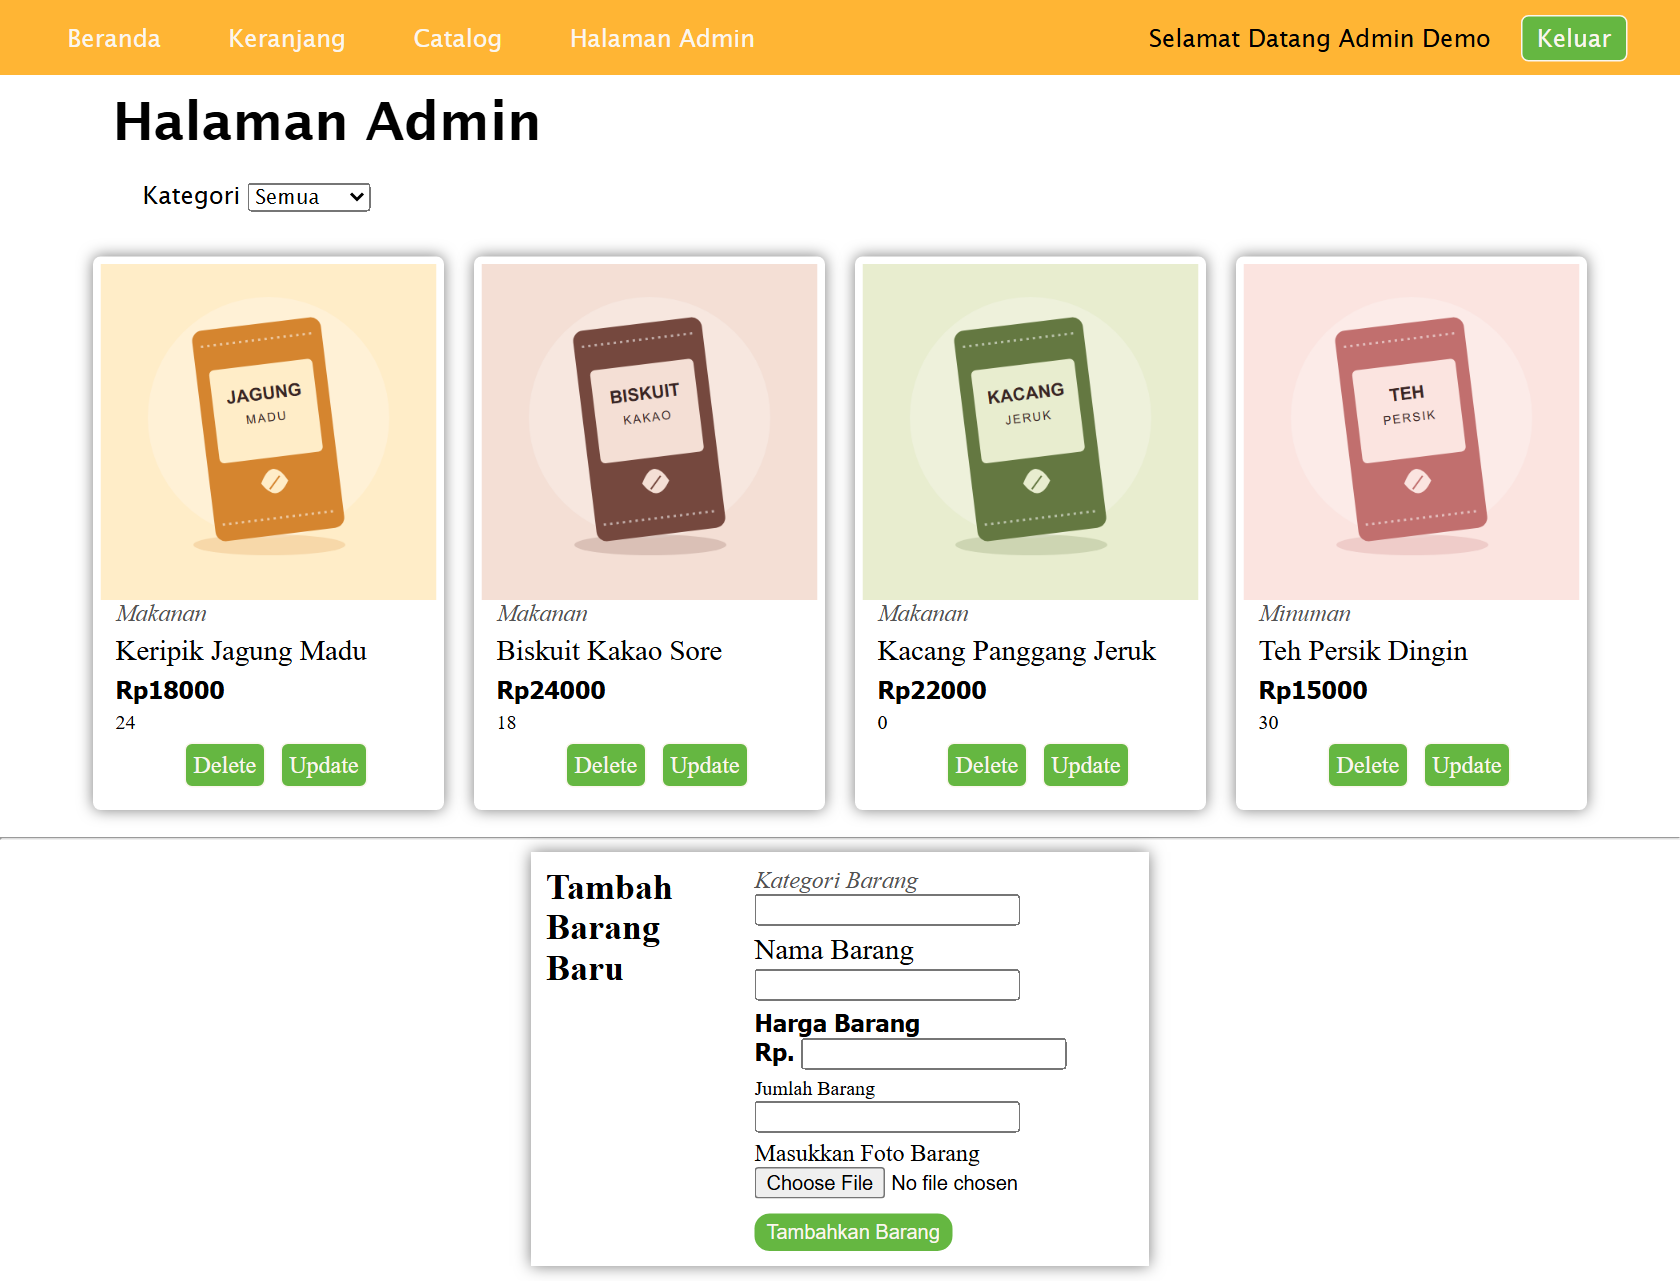 Beranda Keranjang Catalog Halaman Admin Selamat Datang Admin Demo Keluar
Halaman Admin
Kategori Semua
JAGUNG
MADU
Makanan
Keripik Jagung Madu
Rp18000
24
Delete Update
BISKUIT
KAKAO
Makanan
Biskuit Kakao Sore
Rp24000
18
Delete Update
KACANG
JERUK
Makanan
Kacang Panggang Jeruk
Rp22000
0
Delete Update
TEH
PERSIK
Minuman
Teh Persik Dingin
Rp15000
30
Delete Update
Tambah
Barang
Baru
Kategori Barang
Nama Barang
Harga Barang
Rp.
Jumlah Barang
Masukkan Foto Barang
Choose File No file chosen
Tambahkan Barang